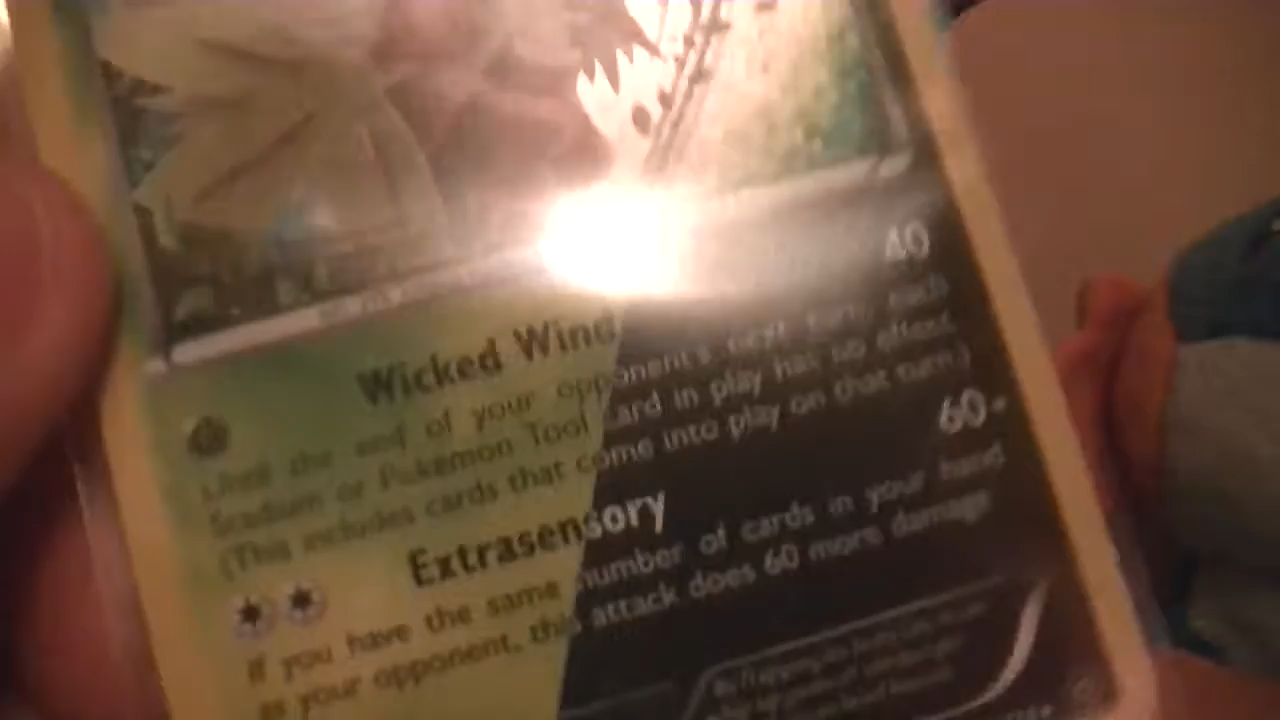 Wicked Wind 40
Until the end of your opponent's next turn, each
Stadium or Pokémon Tool card in play has no effect.
(This includes cards that come into play on that turn.)
Extrasensory 60+
If you have the same number of cards in your hand
as your opponent, this attack does 60 more damage